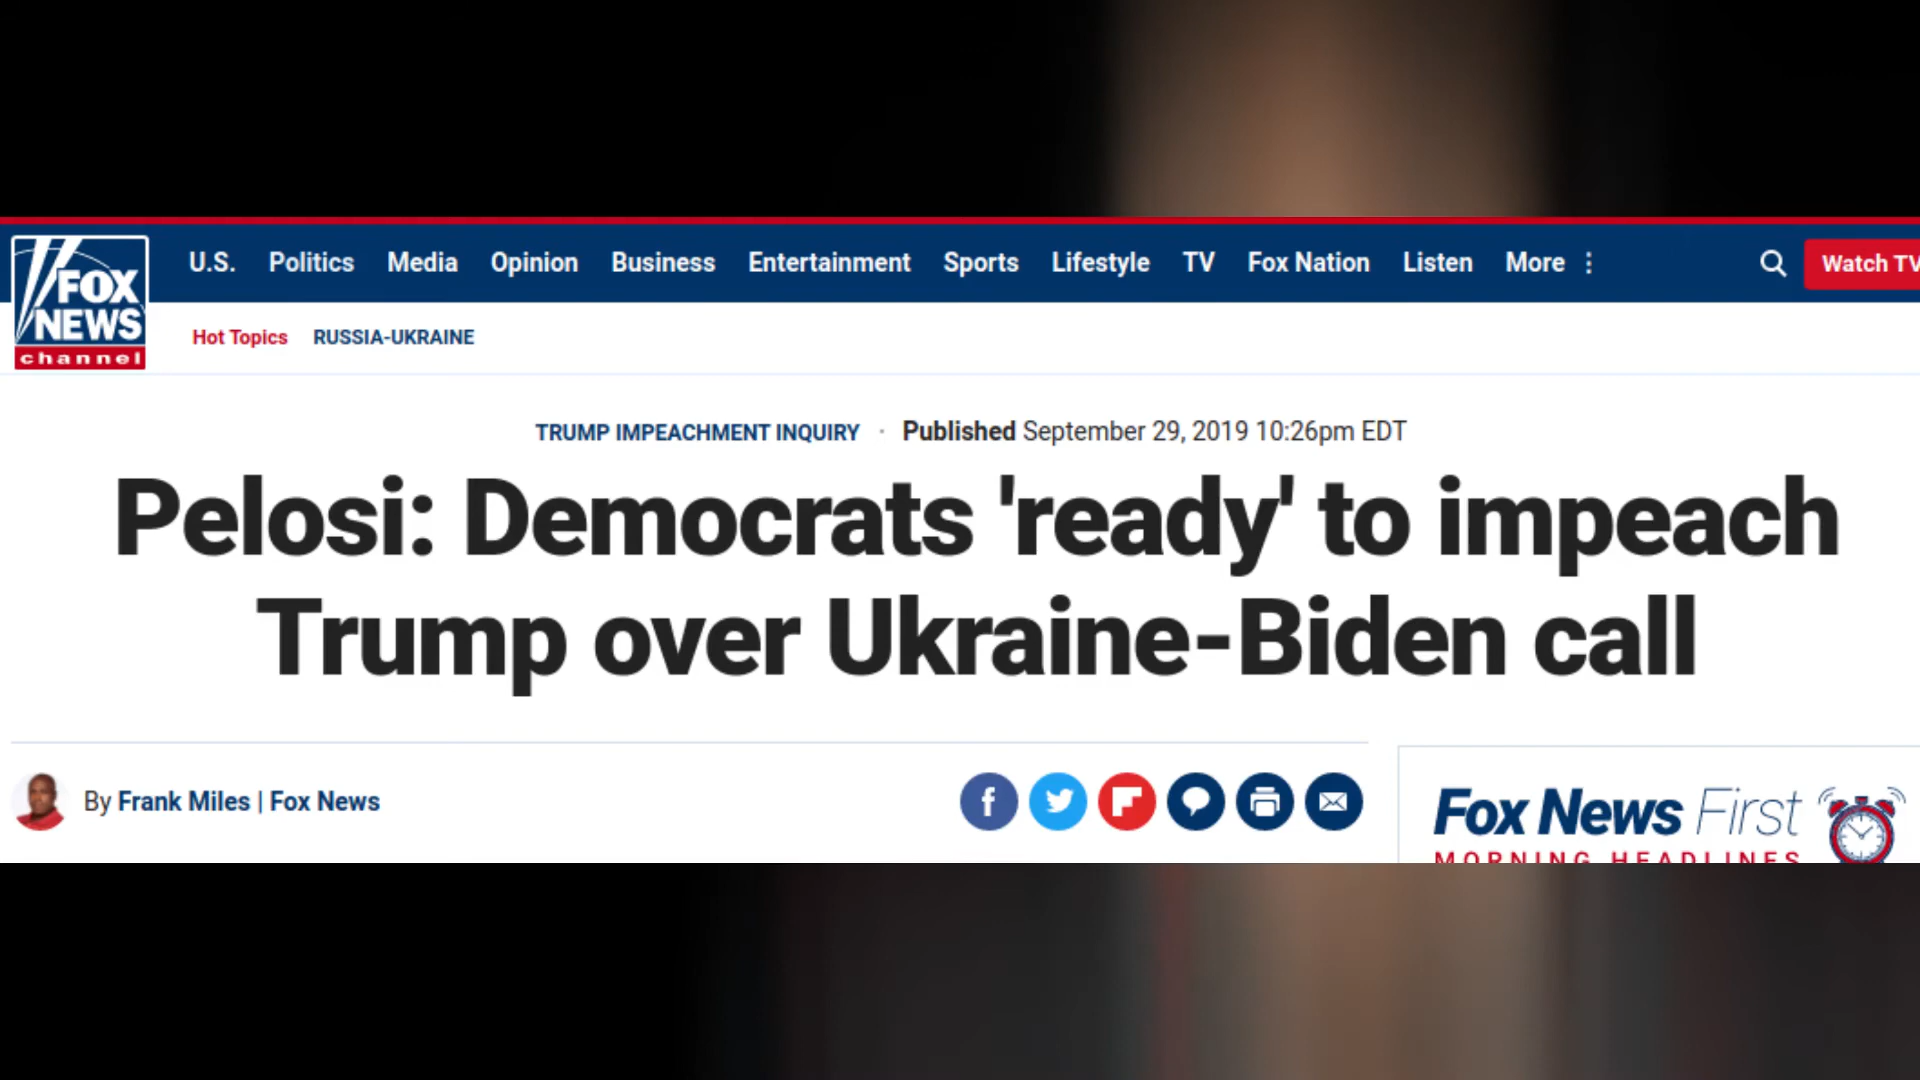 FOX
NEWS
channel
U.S. Politics Media Opinion Business Entertainment Sports Lifestyle TV Fox Nation Listen More Watch TV
Hot Topics RUSSIA-UKRAINE
TRUMP IMPEACHMENT INQUIRY · Published September 29, 2019 10:26pm EDT
Pelosi: Democrats 'ready' to impeach
Trump over Ukraine-Biden call
By Frank Miles | Fox News
Fox News First
MORNING HEADLINES